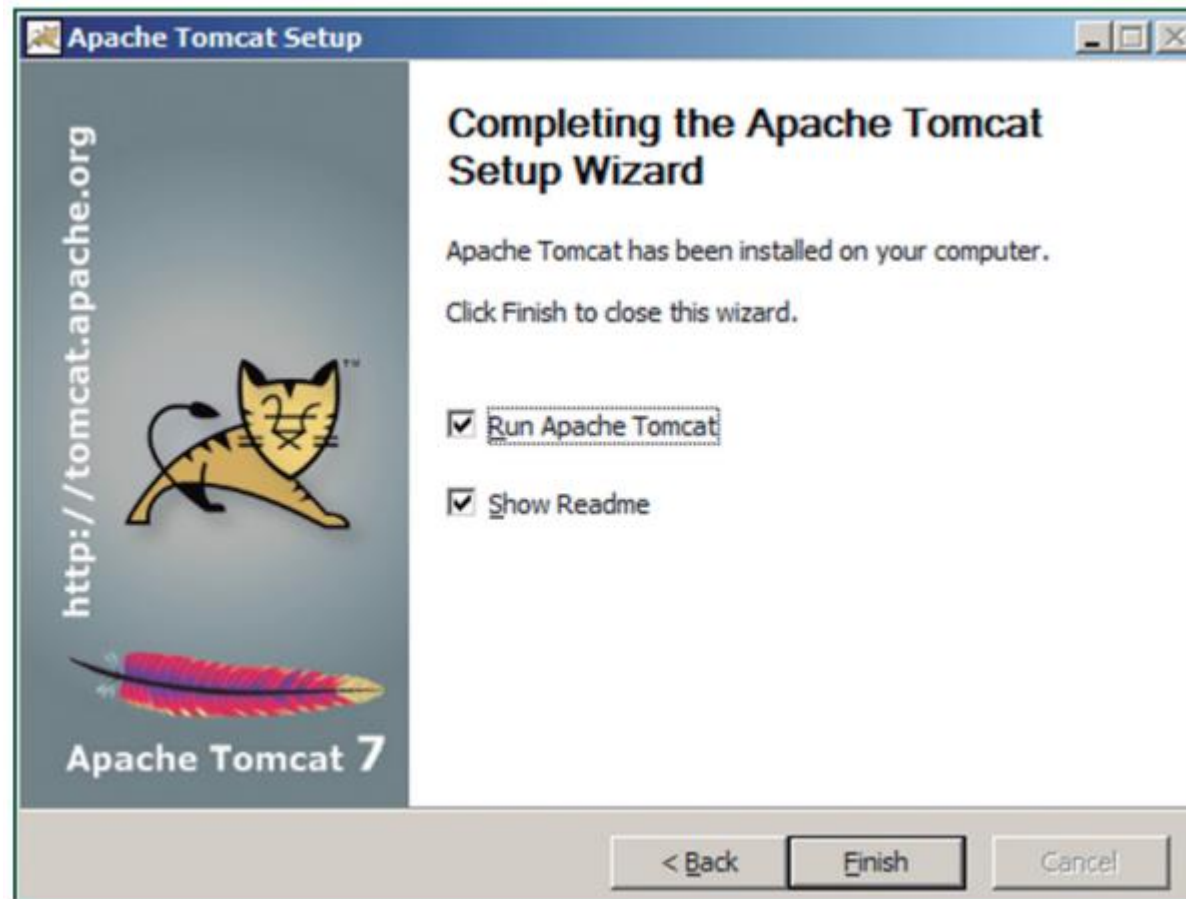 Apache Tomcat Setup
http://tomcat.apache.org
TM
Apache Tomcat 7
Completing the Apache Tomcat
Setup Wizard
Apache Tomcat has been installed on your computer.
Click Finish to close this wizard.
Run Apache Tomcat
Show Readme
< Back
Finish
Cancel